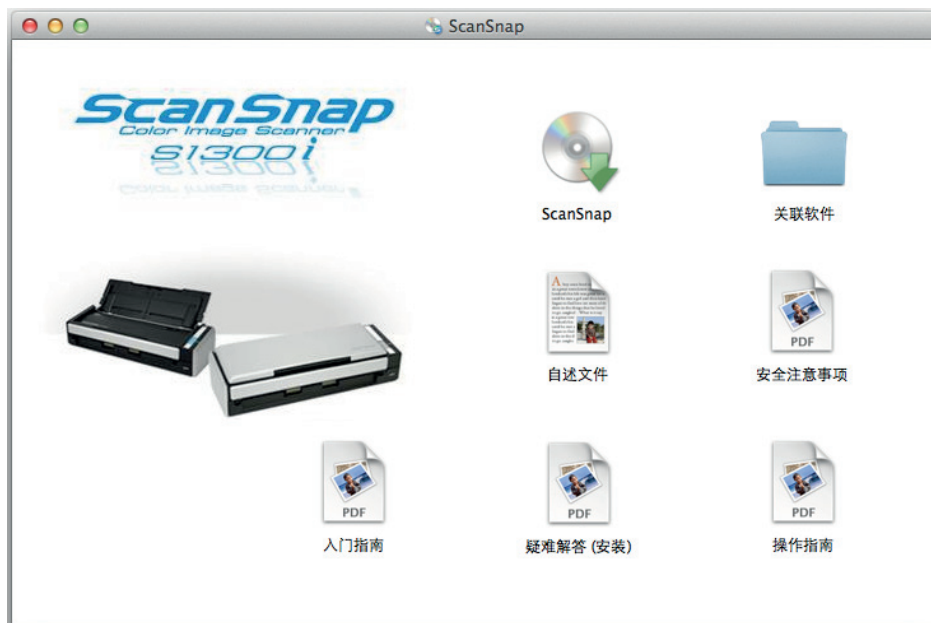 ScanSnap
ScanSnap
Color Image Scanner
S1300i
ScanSnap
关联软件
自述文件
PDF
安全注意事项
PDF
入门指南
PDF
疑难解答 (安装)
PDF
操作指南